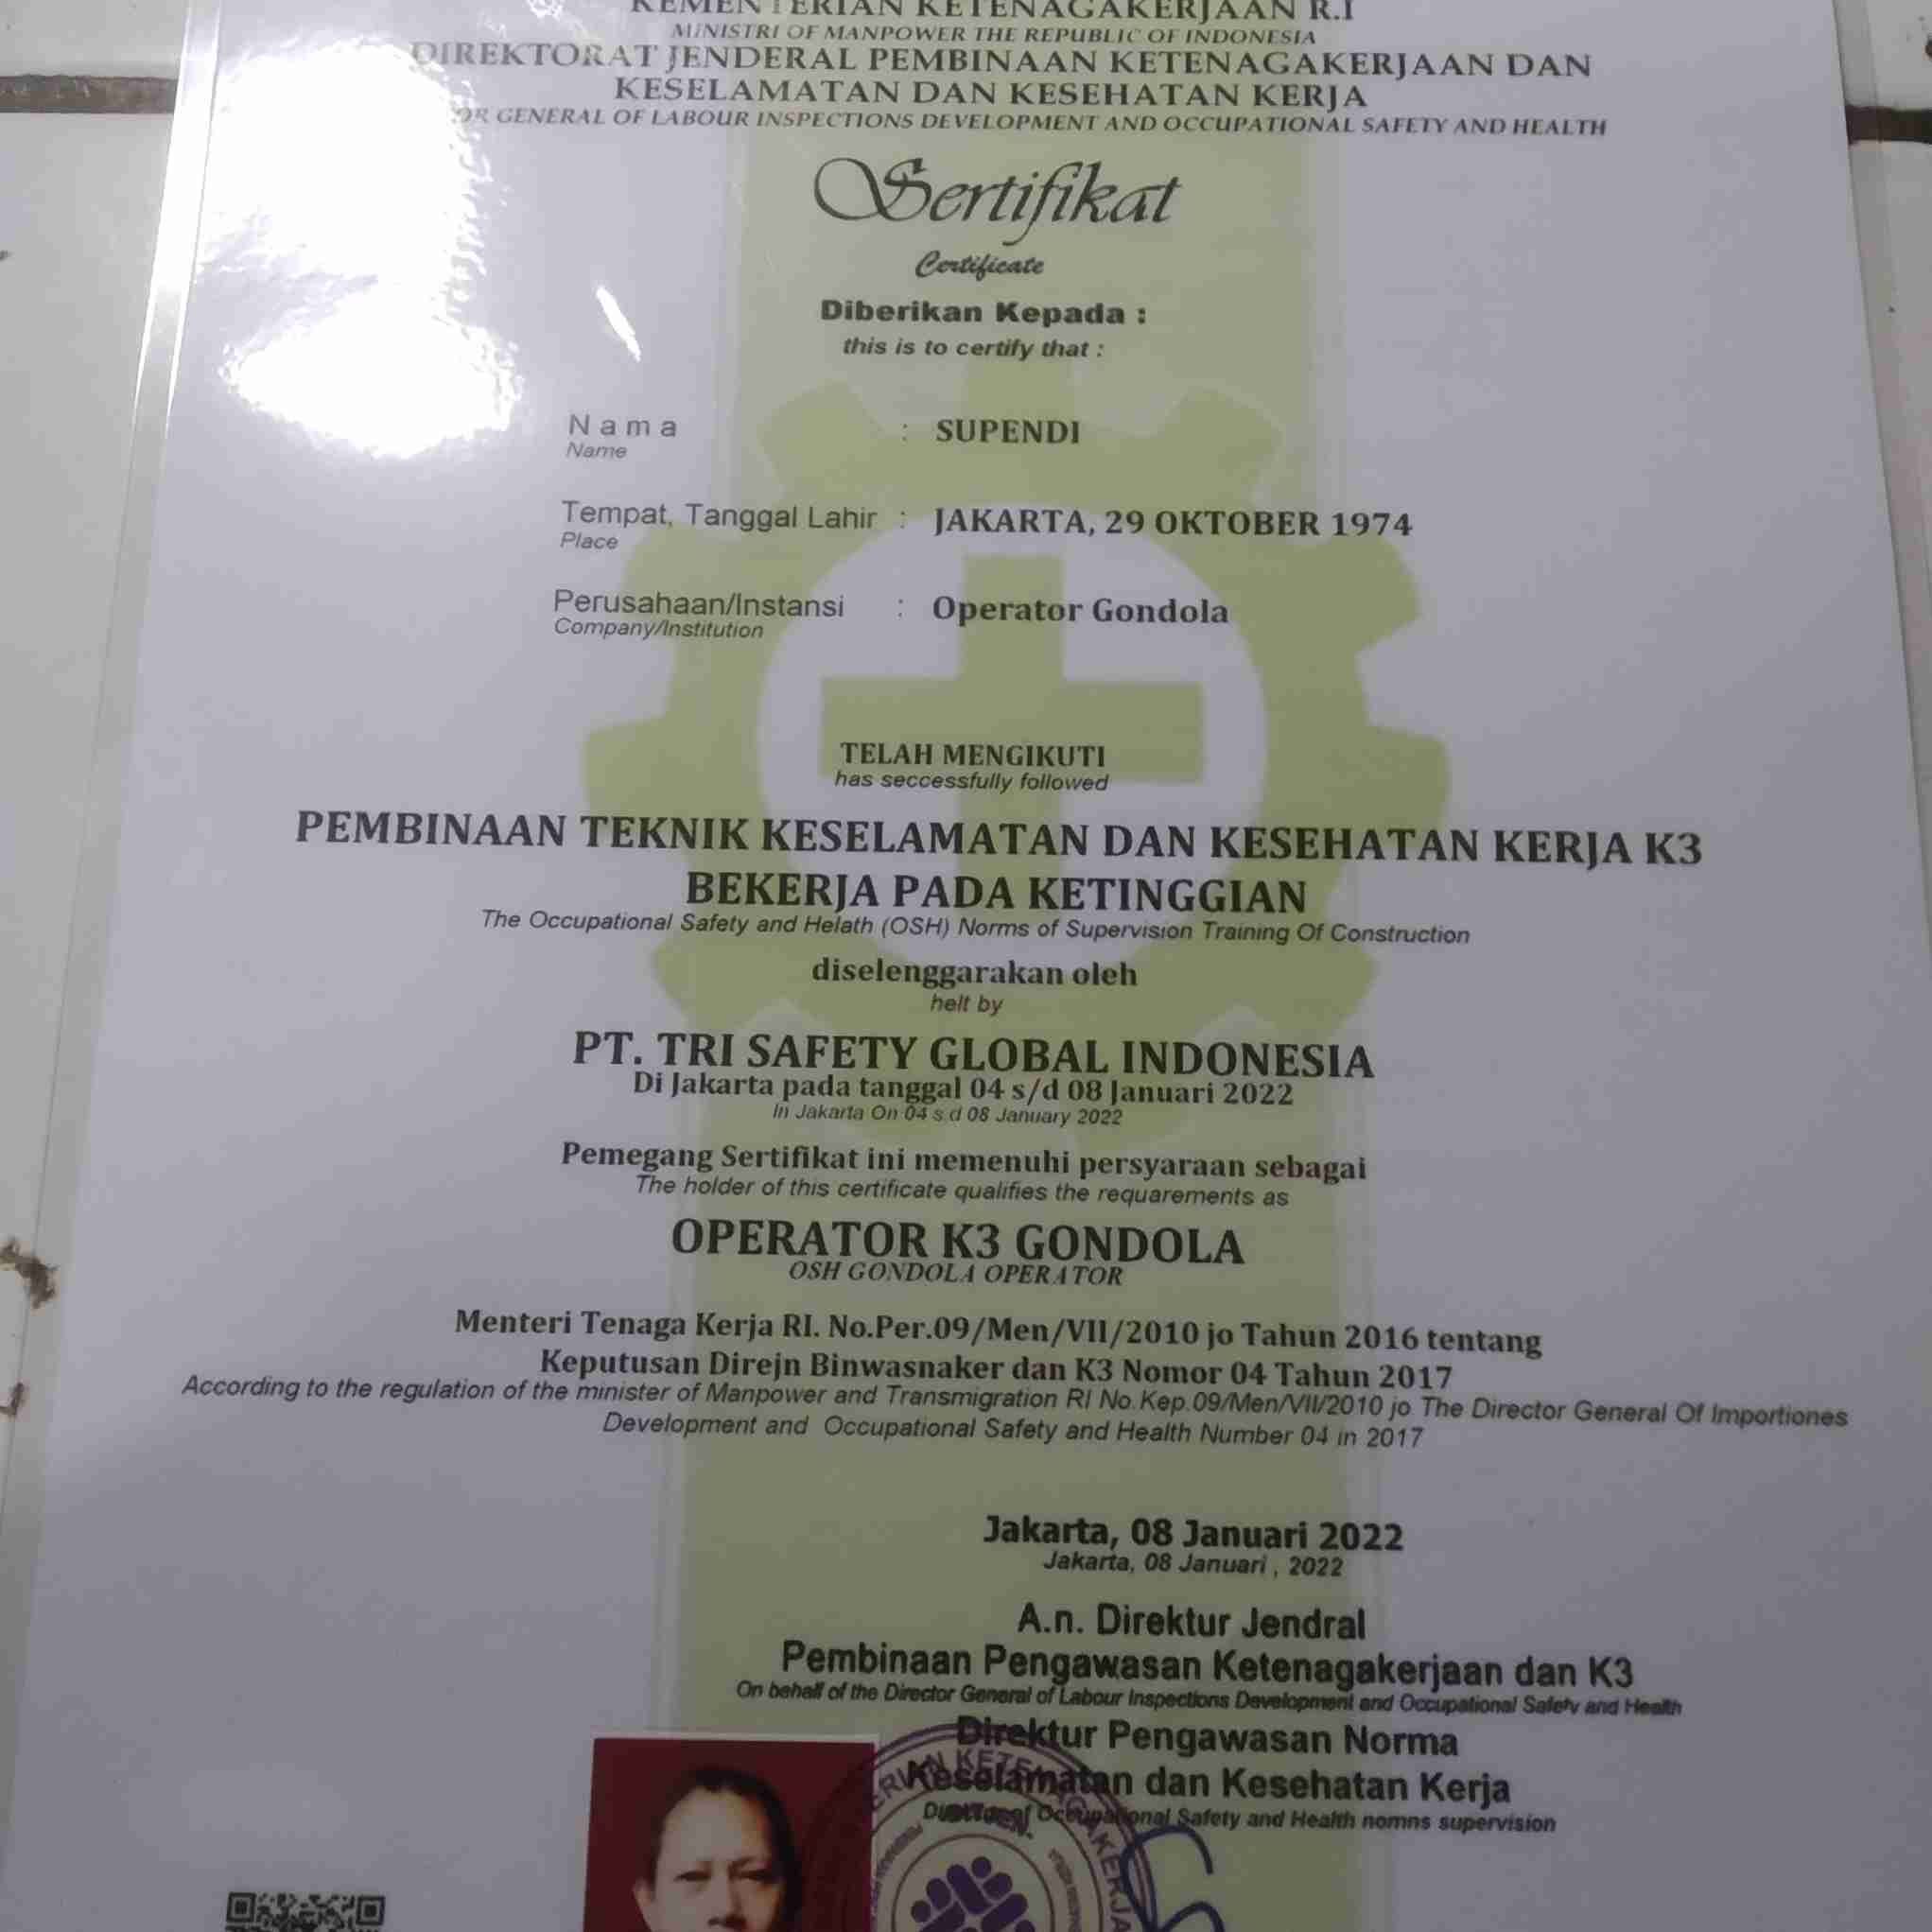 KEMENTERIAN KETENAGAKERJAAN R.I
MINISTRI OF MANPOWER THE REPUBLIC OF INDONESIA
DIREKTORAT JENDERAL PEMBINAAN KETENAGAKERJAAN DAN
KESELAMATAN DAN KESEHATAN KERJA
OR GENERAL OF LABOUR INSPECTIONS DEVELOPMENT AND OCCUPATIONAL SAFETY AND HEALTH
Sertifikat
Certificate
Diberikan Kepada :
this is to certify that :
Nama : SUPENDI
Name
Tempat, Tanggal Lahir : JAKARTA, 29 OKTOBER 1974
Place
Perusahaan/Instansi : Operator Gondola
Company/Institution
TELAH MENGIKUTI
has seccessfully followed
PEMBINAAN TEKNIK KESELAMATAN DAN KESEHATAN KERJA K3
BEKERJA PADA KETINGGIAN
The Occupational Safety and Helath (OSH) Norms of Supervision Training Of Construction
diselenggarakan oleh
helt by
PT. TRI SAFETY GLOBAL INDONESIA
Di Jakarta pada tanggal 04 s/d 08 Januari 2022
In Jakarta On 04 s.d 08 January 2022
Pemegang Sertifikat ini memenuhi persyaraan sebagai
The holder of this certificate qualifies the requarements as
OPERATOR K3 GONDOLA
OSH GONDOLA OPERATOR
Menteri Tenaga Kerja RI. No.Per.09/Men/VII/2010 jo Tahun 2016 tentang
Keputusan Direjn Binwasnaker dan K3 Nomor 04 Tahun 2017
According to the regulation of the minister of Manpower and Transmigration RI No.Kep.09/Men/VII/2010 jo The Director General Of Importiones
Development and Occupational Safety and Health Number 04 in 2017
Jakarta, 08 Januari 2022
Jakarta, 08 Januari , 2022
A.n. Direktur Jendral
Pembinaan Pengawasan Ketenagakerjaan dan K3
On behalf of the Director General of Labour Inspections Development and Occupational Safety and Health
Direktur Pengawasan Norma
Keselamatan dan Kesehatan Kerja
Occupational Safety and Health nomns supervision